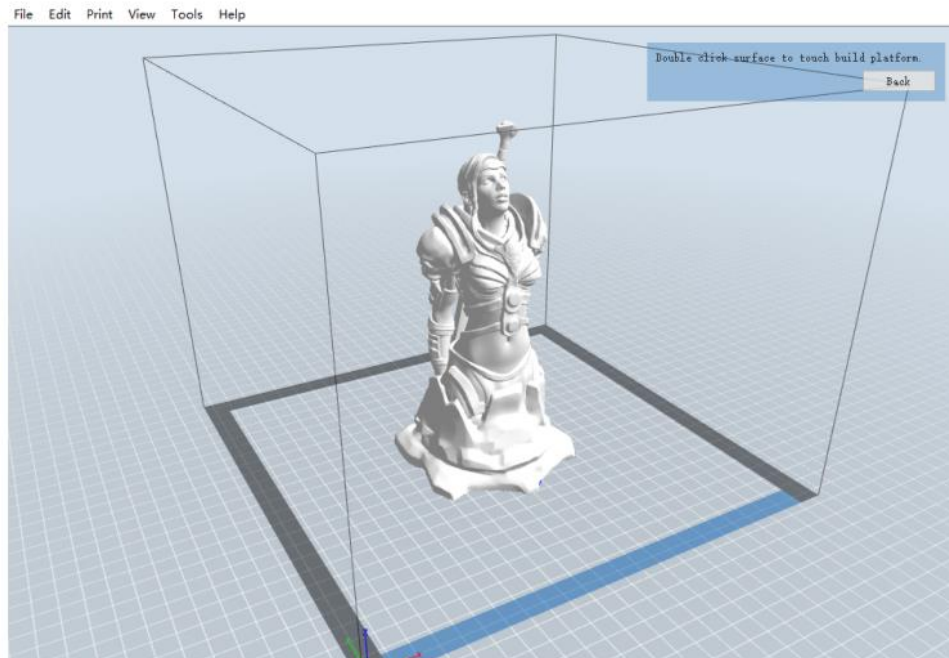 File Edit Print View Tools Help
Double click surface to touch build platform.
Back
Z